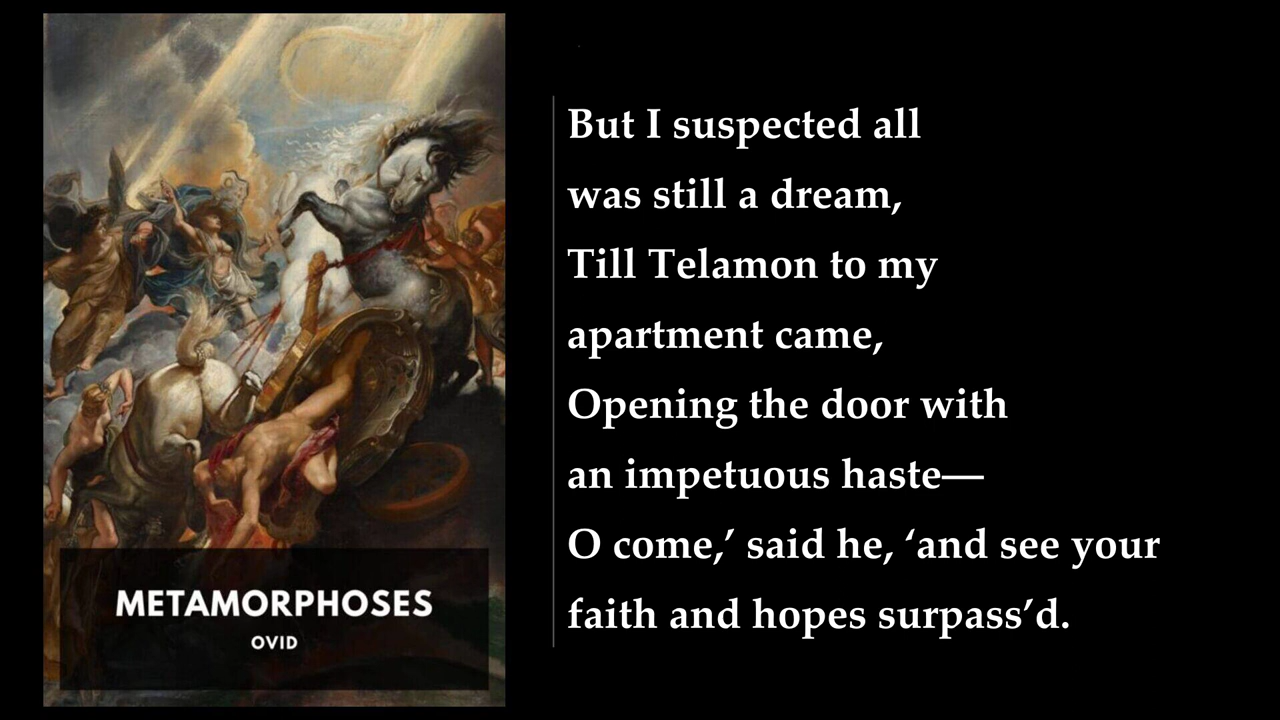 METAMORPHOSES
OVID
But I suspected all
was still a dream,
Till Telamon to my
apartment came,
Opening the door with
an impetuous haste—
O come,’ said he, ‘and see your
faith and hopes surpass’d.